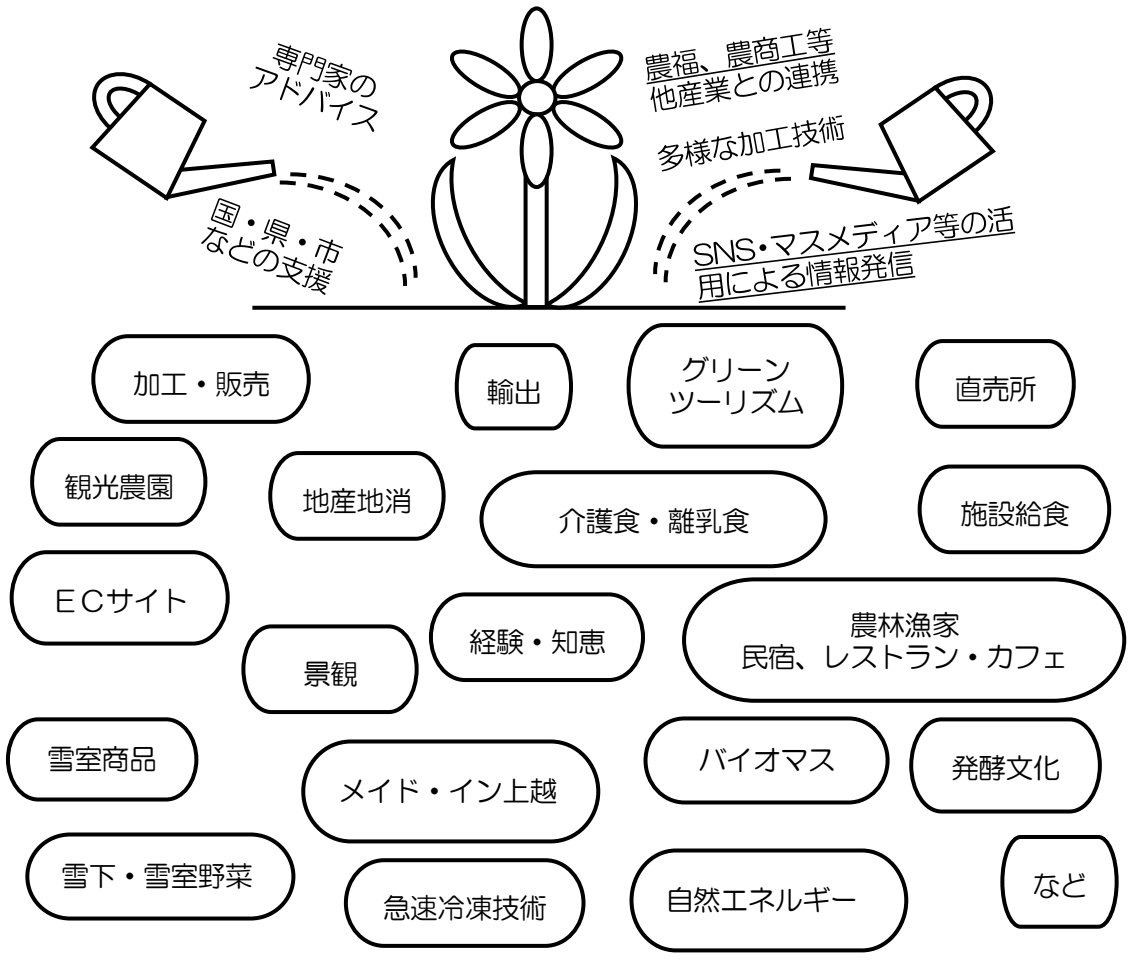 専門家の
アドバイス
農福、農商工等
他産業との連携
多様な加工技術
国・県・市
などの支援
SNS・マスメディア等の活
用による情報発信
加工・販売
輸出
グリーン
ツーリズム
直売所
観光農園
地産地消
介護食・離乳食
施設給食
ＥＣサイト
景観
経験・知恵
農林漁家
民宿、レストラン・カフェ
雪室商品
メイド・イン上越
バイオマス
発酵文化
雪下・雪室野菜
急速冷凍技術
自然エネルギー
など